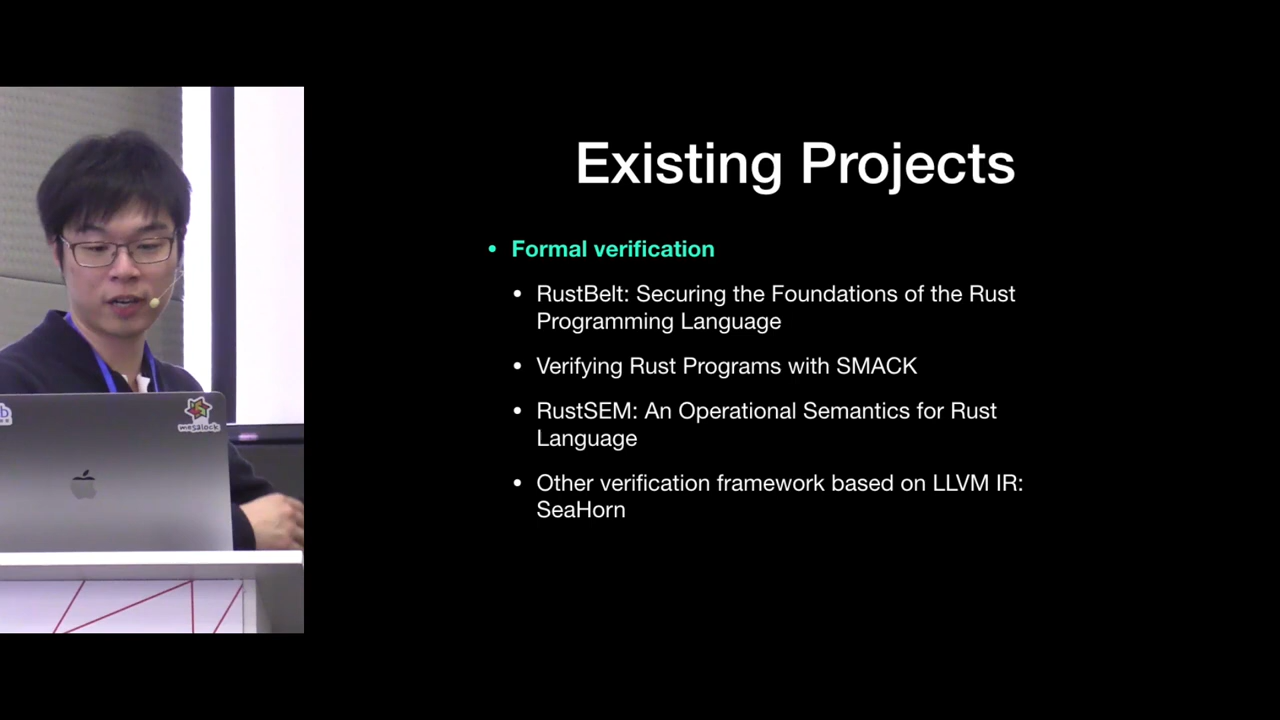 Existing Projects
• Formal verification
• RustBelt: Securing the Foundations of the Rust
Programming Language
• Verifying Rust Programs with SMACK
• RustSEM: An Operational Semantics for Rust
Language
• Other verification framework based on LLVM IR:
SeaHorn
b
mesalock